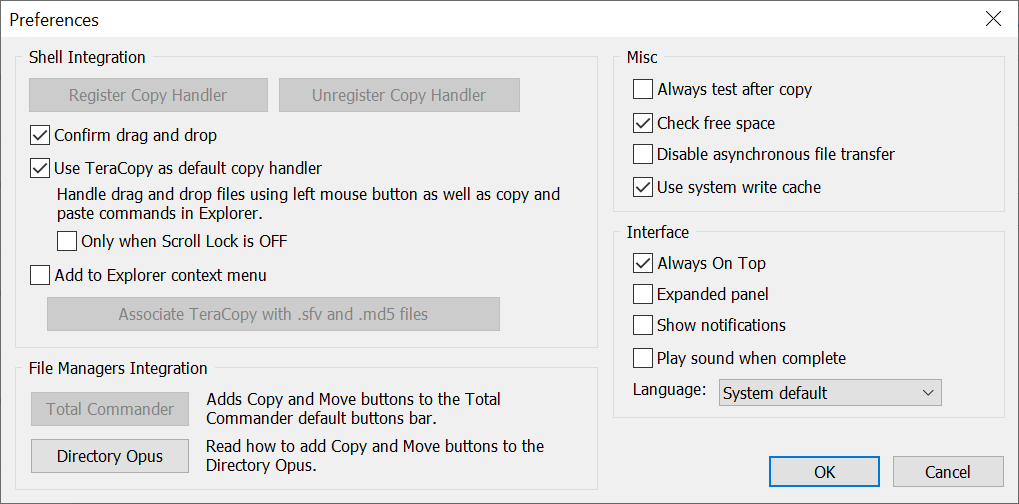 Preferences
Shell Integration
Register Copy Handler
Unregister Copy Handler
Confirm drag and drop
Use TeraCopy as default copy handler
Handle drag and drop files using left mouse button as well as copy and
paste commands in Explorer.
Only when Scroll Lock is OFF
Add to Explorer context menu
Associate TeraCopy with .sfv and .md5 files
File Managers Integration
Total Commander
Adds Copy and Move buttons to the Total
Commander default buttons bar.
Directory Opus
Read how to add Copy and Move buttons to the
Directory Opus.
Misc
Always test after copy
Check free space
Disable asynchronous file transfer
Use system write cache
Interface
Always On Top
Expanded panel
Show notifications
Play sound when complete
Language:
System default
OK
Cancel